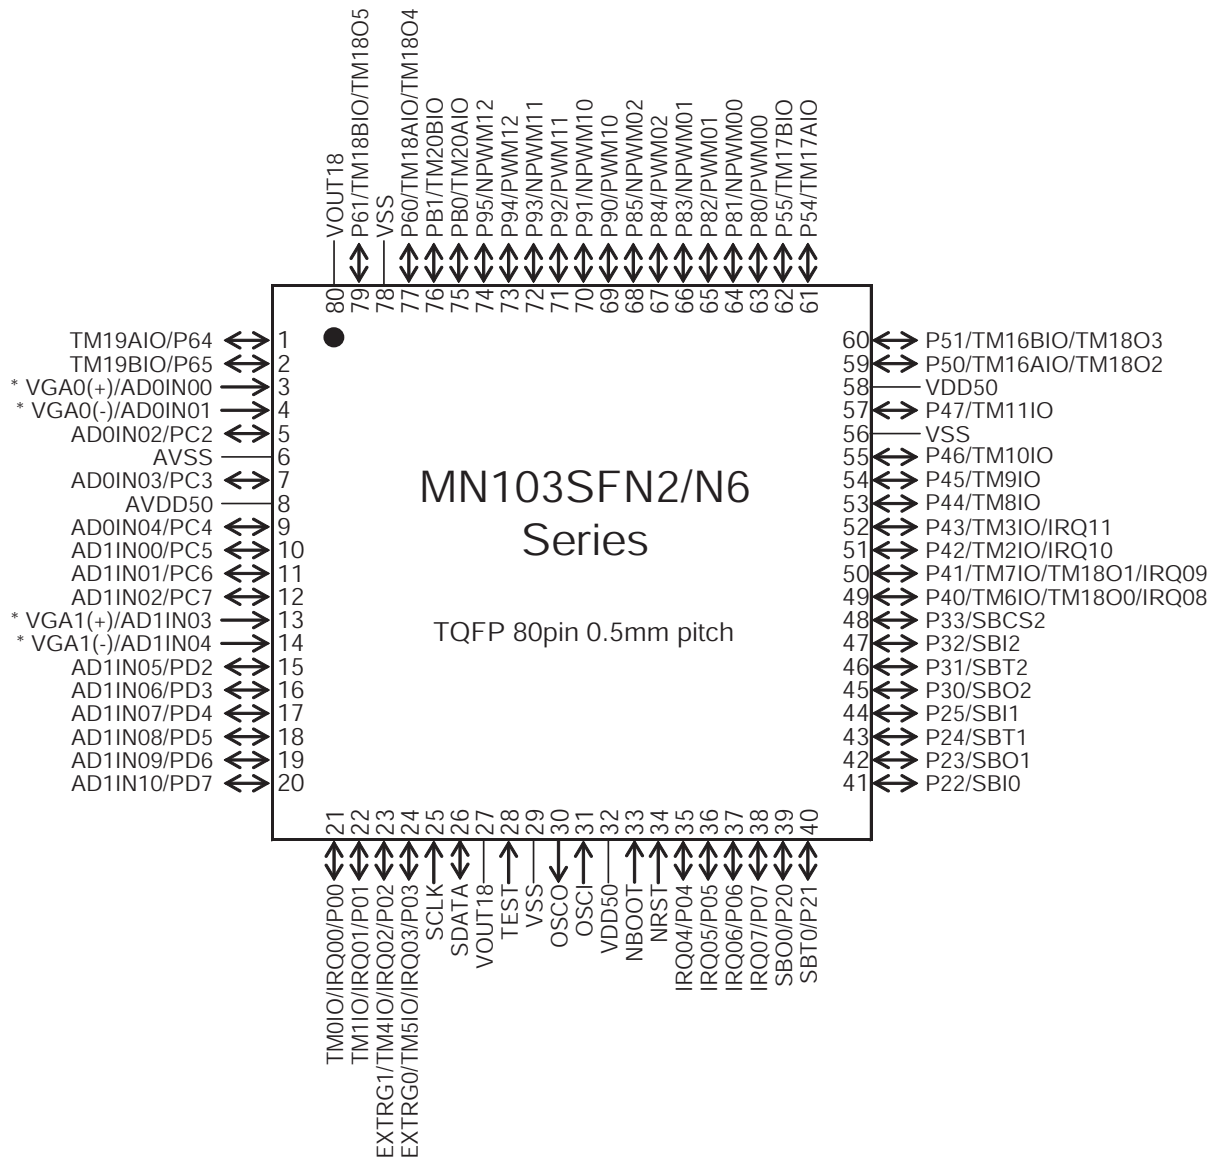 VOUT18
P61/TM18BIO/TM18O5
VSS
P60/TM18AIO/TM18O4
PB1/TM20BIO
PB0/TM20AIO
P95/NPWM12
P94/PWM12
P93/NPWM11
P92/PWM11
P91/NPWM10
P90/PWM10
P85/NPWM02
P84/PWM02
P83/NPWM01
P82/PWM01
P81/NPWM00
P80/PWM00
P55/TM17BIO
P54/TM17AIO
80 79 78 77 76 75 74 73 72 71 70 69 68 67 66 65 64 63 62 61
TM19AIO/P64 1
TM19BIO/P65 2
* VGA0(+)/AD0IN00 3
* VGA0(-)/AD0IN01 4
AD0IN02/PC2 5
AVSS 6
AD0IN03/PC3 7
AVDD50 8
AD0IN04/PC4 9
AD1IN00/PC5 10
AD1IN01/PC6 11
AD1IN02/PC7 12
* VGA1(+)/AD1IN03 13
* VGA1(-)/AD1IN04 14
AD1IN05/PD2 15
AD1IN06/PD3 16
AD1IN07/PD4 17
AD1IN08/PD5 18
AD1IN09/PD6 19
AD1IN10/PD7 20
MN103SFN2/N6
Series
TQFP 80pin 0.5mm pitch
60 P51/TM16BIO/TM18O3
59 P50/TM16AIO/TM18O2
58 VDD50
57 P47/TM11IO
56 VSS
55 P46/TM10IO
54 P45/TM9IO
53 P44/TM8IO
52 P43/TM3IO/IRQ11
51 P42/TM2IO/IRQ10
50 P41/TM7IO/TM18O1/IRQ09
49 P40/TM6IO/TM18O0/IRQ08
48 P33/SBCS2
47 P32/SBI2
46 P31/SBT2
45 P30/SBO2
44 P25/SBI1
43 P24/SBT1
42 P23/SBO1
41 P22/SBI0
21 22 23 24 25 26 27 28 29 30 31 32 33 34 35 36 37 38 39 40
TM0IO/IRQ00/P00
TM1IO/IRQ01/P01
EXTRG1/TM4IO/IRQ02/P02
EXTRG0/TM5IO/IRQ03/P03
SCLK
SDATA
VOUT18
TEST
VSS
OSCO
OSCI
VDD50
NBOOT
NRST
IRQ04/P04
IRQ05/P05
IRQ06/P06
IRQ07/P07
SBO0/P20
SBT0/P21